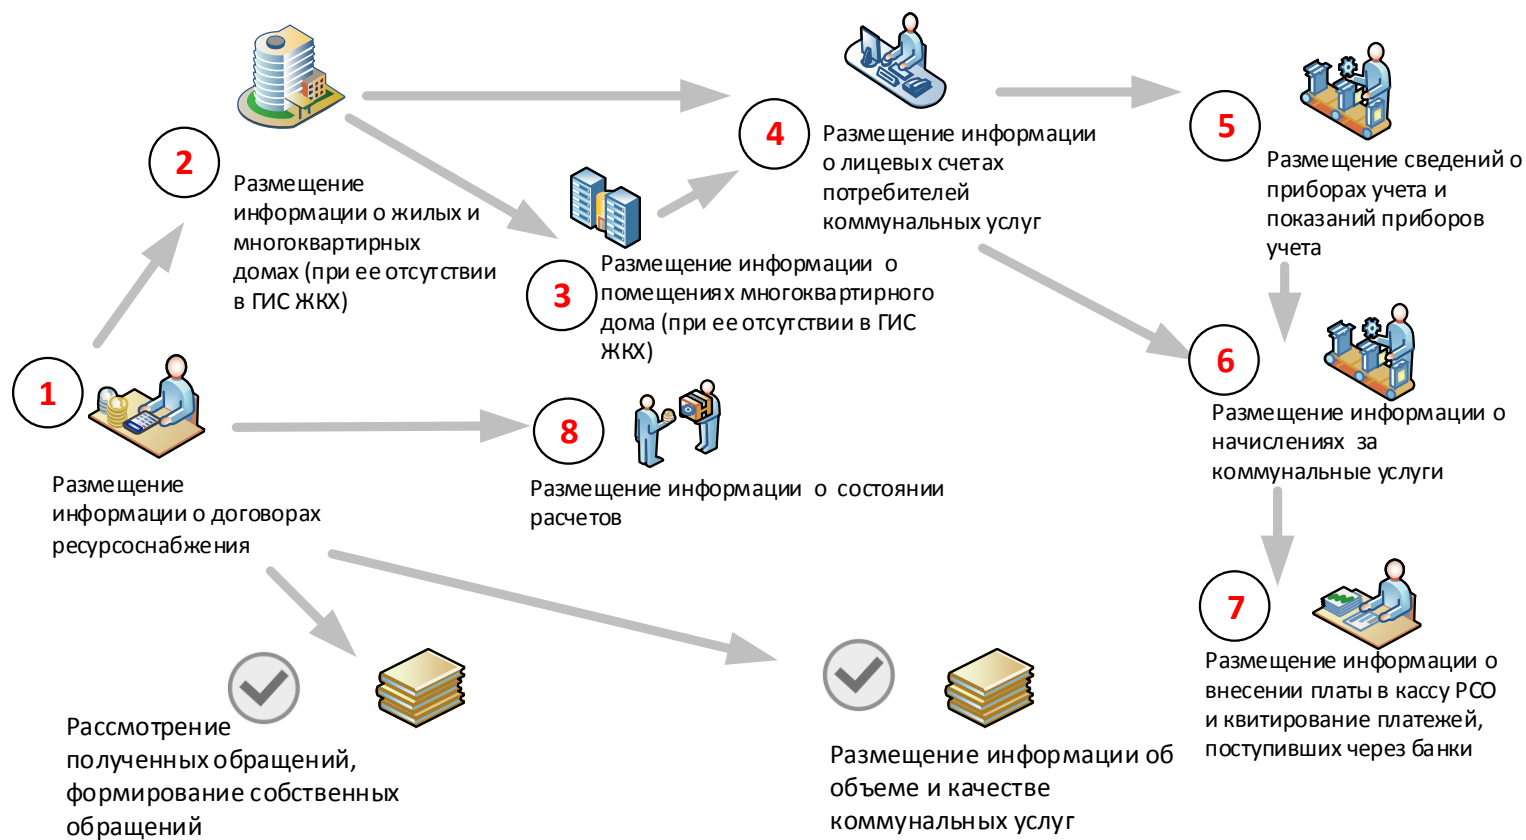 1
Размещение
информации о договорах
ресурсоснабжения
2
Размещение
информации о жилых и
многоквартирных
домах (при ее отсутствии
в ГИС ЖКХ)
3
Размещение информации о
помещениях многоквартирного
дома (при ее отсутствии в ГИС
ЖКХ)
4
Размещение информации
о лицевых счетах
потребителей
коммунальных услуг
5
Размещение сведений о
приборах учета и
показаний приборов
учета
6
Размещение информации о
начислениях за
коммунальные услуги
7
Размещение информации о
внесении платы в кассу РСО
и квитирование платежей,
поступивших через банки
8
Размещение информации о состоянии
расчетов
Рассмотрение
полученных обращений,
формирование собственных
обращений
Размещение информации об
объеме и качестве
коммунальных услуг